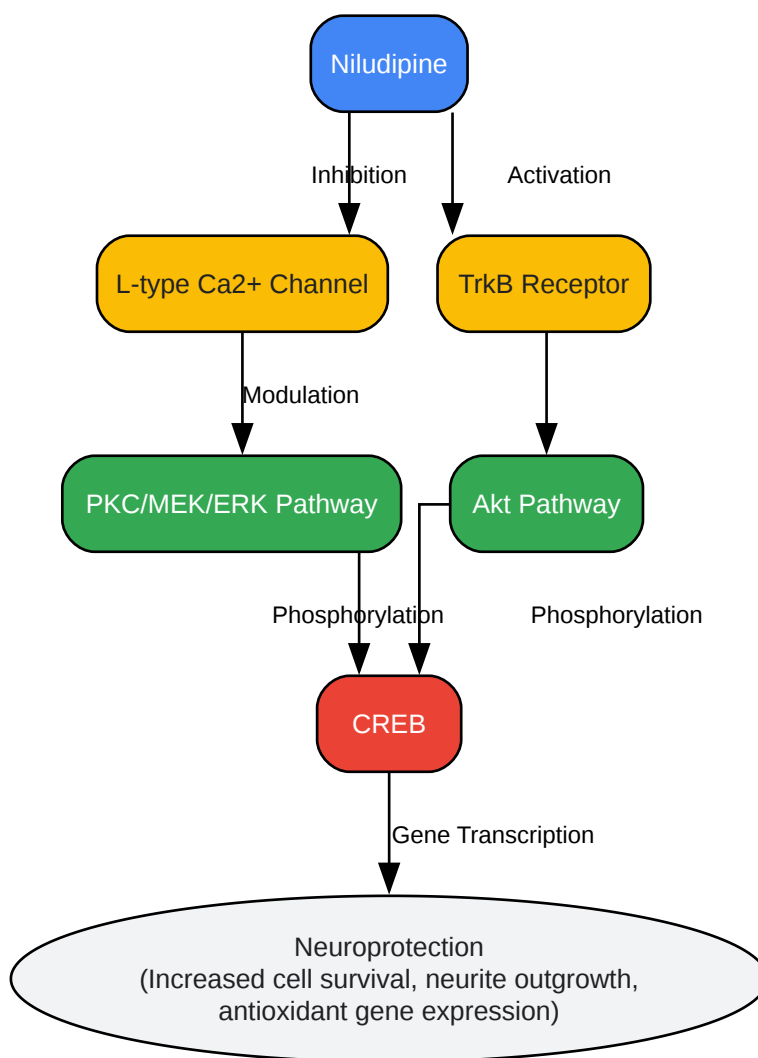 Niludipine
Inhibition
Activation
L-type Ca2+ Channel
TrkB Receptor
Modulation
PKC/MEK/ERK Pathway
Akt Pathway
Phosphorylation
Phosphorylation
CREB
Gene Transcription
Neuroprotection
(Increased cell survival, neurite outgrowth,
antioxidant gene expression)